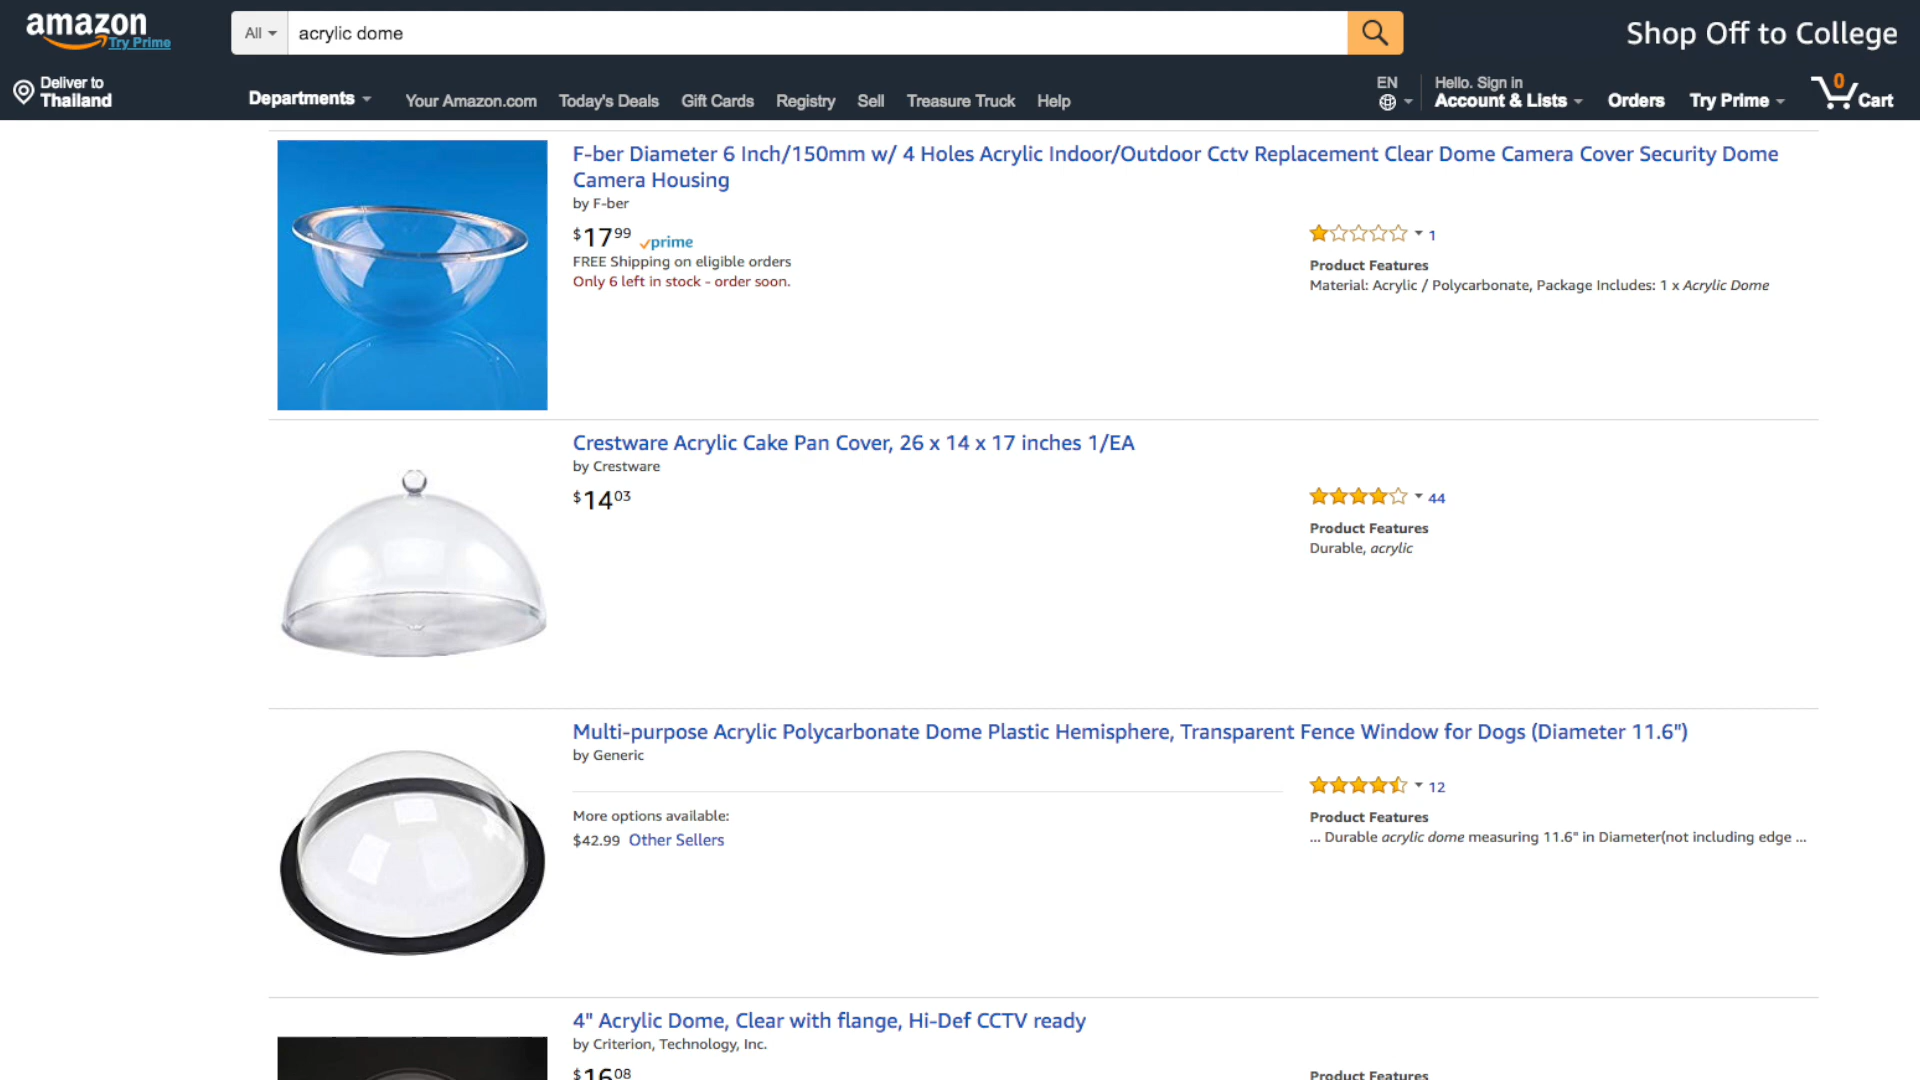 amazon
Try Prime
All
acrylic dome
Shop Off to College
Deliver to
Thailand
Departments
Your Amazon.com
Today's Deals
Gift Cards
Registry
Sell
Treasure Truck
Help
EN
Hello. Sign in
Account & Lists
Orders
Try Prime
0
Cart
F-ber Diameter 6 Inch/150mm w/ 4 Holes Acrylic Indoor/Outdoor Cctv Replacement Clear Dome Camera Cover Security Dome
Camera Housing
by F-ber
$17 99 prime
FREE Shipping on eligible orders
Only 6 left in stock - order soon.
1
Product Features
Material: Acrylic / Polycarbonate, Package Includes: 1 x Acrylic Dome
Crestware Acrylic Cake Pan Cover, 26 x 14 x 17 inches 1/EA
by Crestware
$14 03
44
Product Features
Durable, acrylic
Multi-purpose Acrylic Polycarbonate Dome Plastic Hemisphere, Transparent Fence Window for Dogs (Diameter 11.6")
by Generic
More options available:
$42.99 Other Sellers
12
Product Features
... Durable acrylic dome measuring 11.6" in Diameter(not including edge ...
4" Acrylic Dome, Clear with flange, Hi-Def CCTV ready
by Criterion, Technology, Inc.
$16 08
Product Features